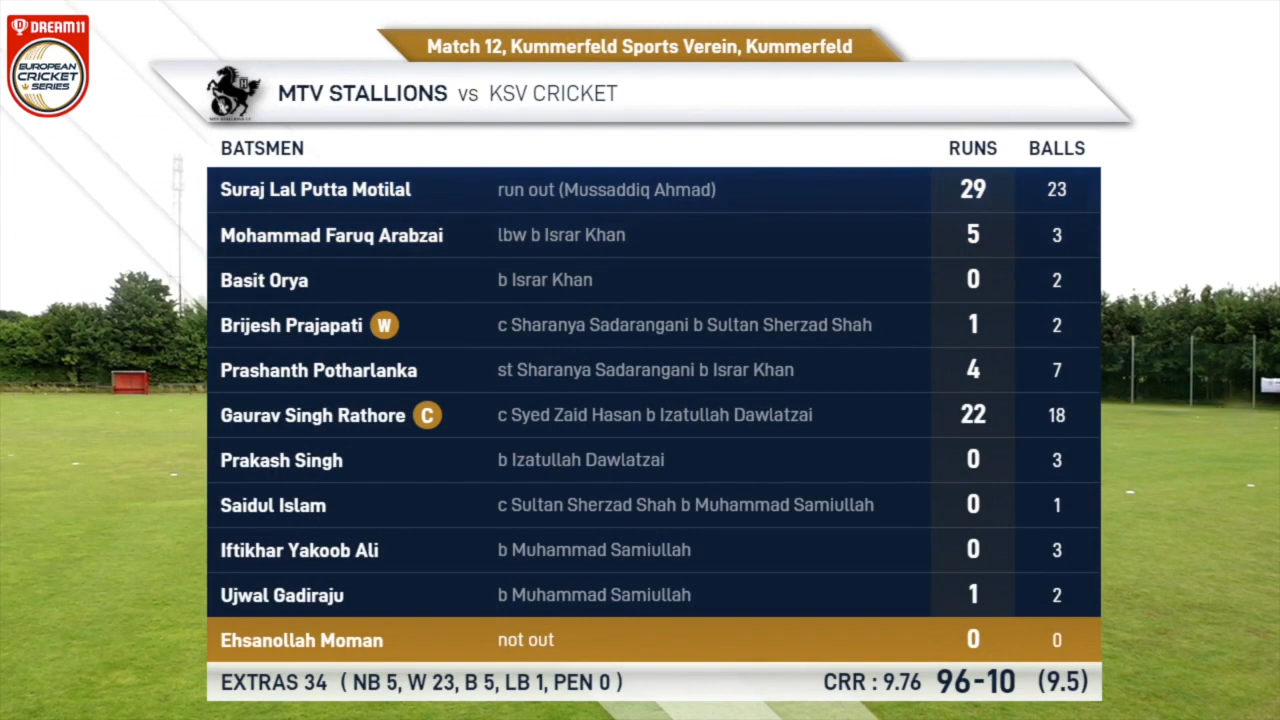 DREAM11
EUROPEAN
CRICKET
SERIES
Match 12, Kummerfeld Sports Verein, Kummerfeld
MTV STALLIONS vs KSV CRICKET
BATSMEN RUNS BALLS
Suraj Lal Putta Motilal run out (Mussaddiq Ahmad) 29 23
Mohammad Faruq Arabzai lbw b Israr Khan 5 3
Basit Orya b Israr Khan 0 2
Brijesh Prajapati W c Sharanya Sadarangani b Sultan Sherzad Shah 1 2
Prashanth Potharlanka st Sharanya Sadarangani b Israr Khan 4 7
Gaurav Singh Rathore C c Syed Zaid Hasan b Izatullah Dawlatzai 22 18
Prakash Singh b Izatullah Dawlatzai 0 3
Saidul Islam c Sultan Sherzad Shah b Muhammad Samiullah 0 1
Iftikhar Yakoob Ali b Muhammad Samiullah 0 3
Ujwal Gadiraju b Muhammad Samiullah 1 2
Ehsanollah Moman not out 0 0
EXTRAS 34 ( NB 5, W 23, B 5, LB 1, PEN 0 ) CRR : 9.76 96-10 (9.5)